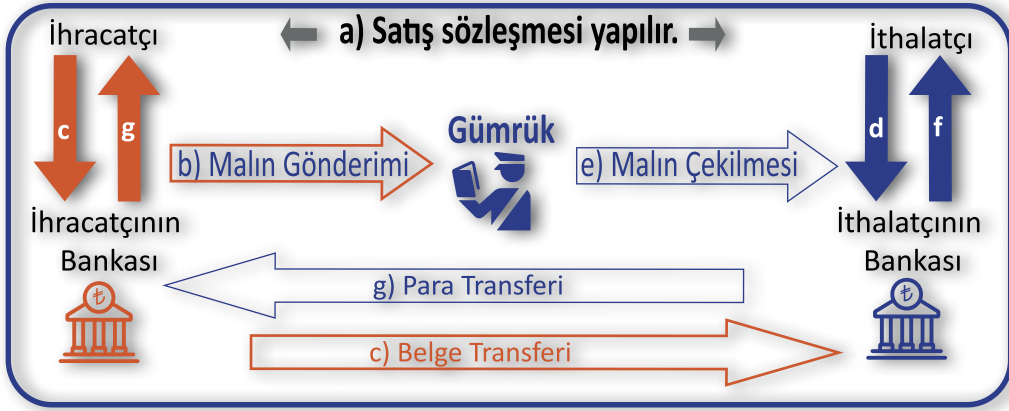 a) Satış sözleşmesi yapılır.
İhracatçı
İthalatçı
c
g
d
f
Gümrük
b) Malın Gönderimi
e) Malın Çekilmesi
İhracatçının
Bankası
İthalatçının
Bankası
g) Para Transferi
c) Belge Transferi
₺
₺